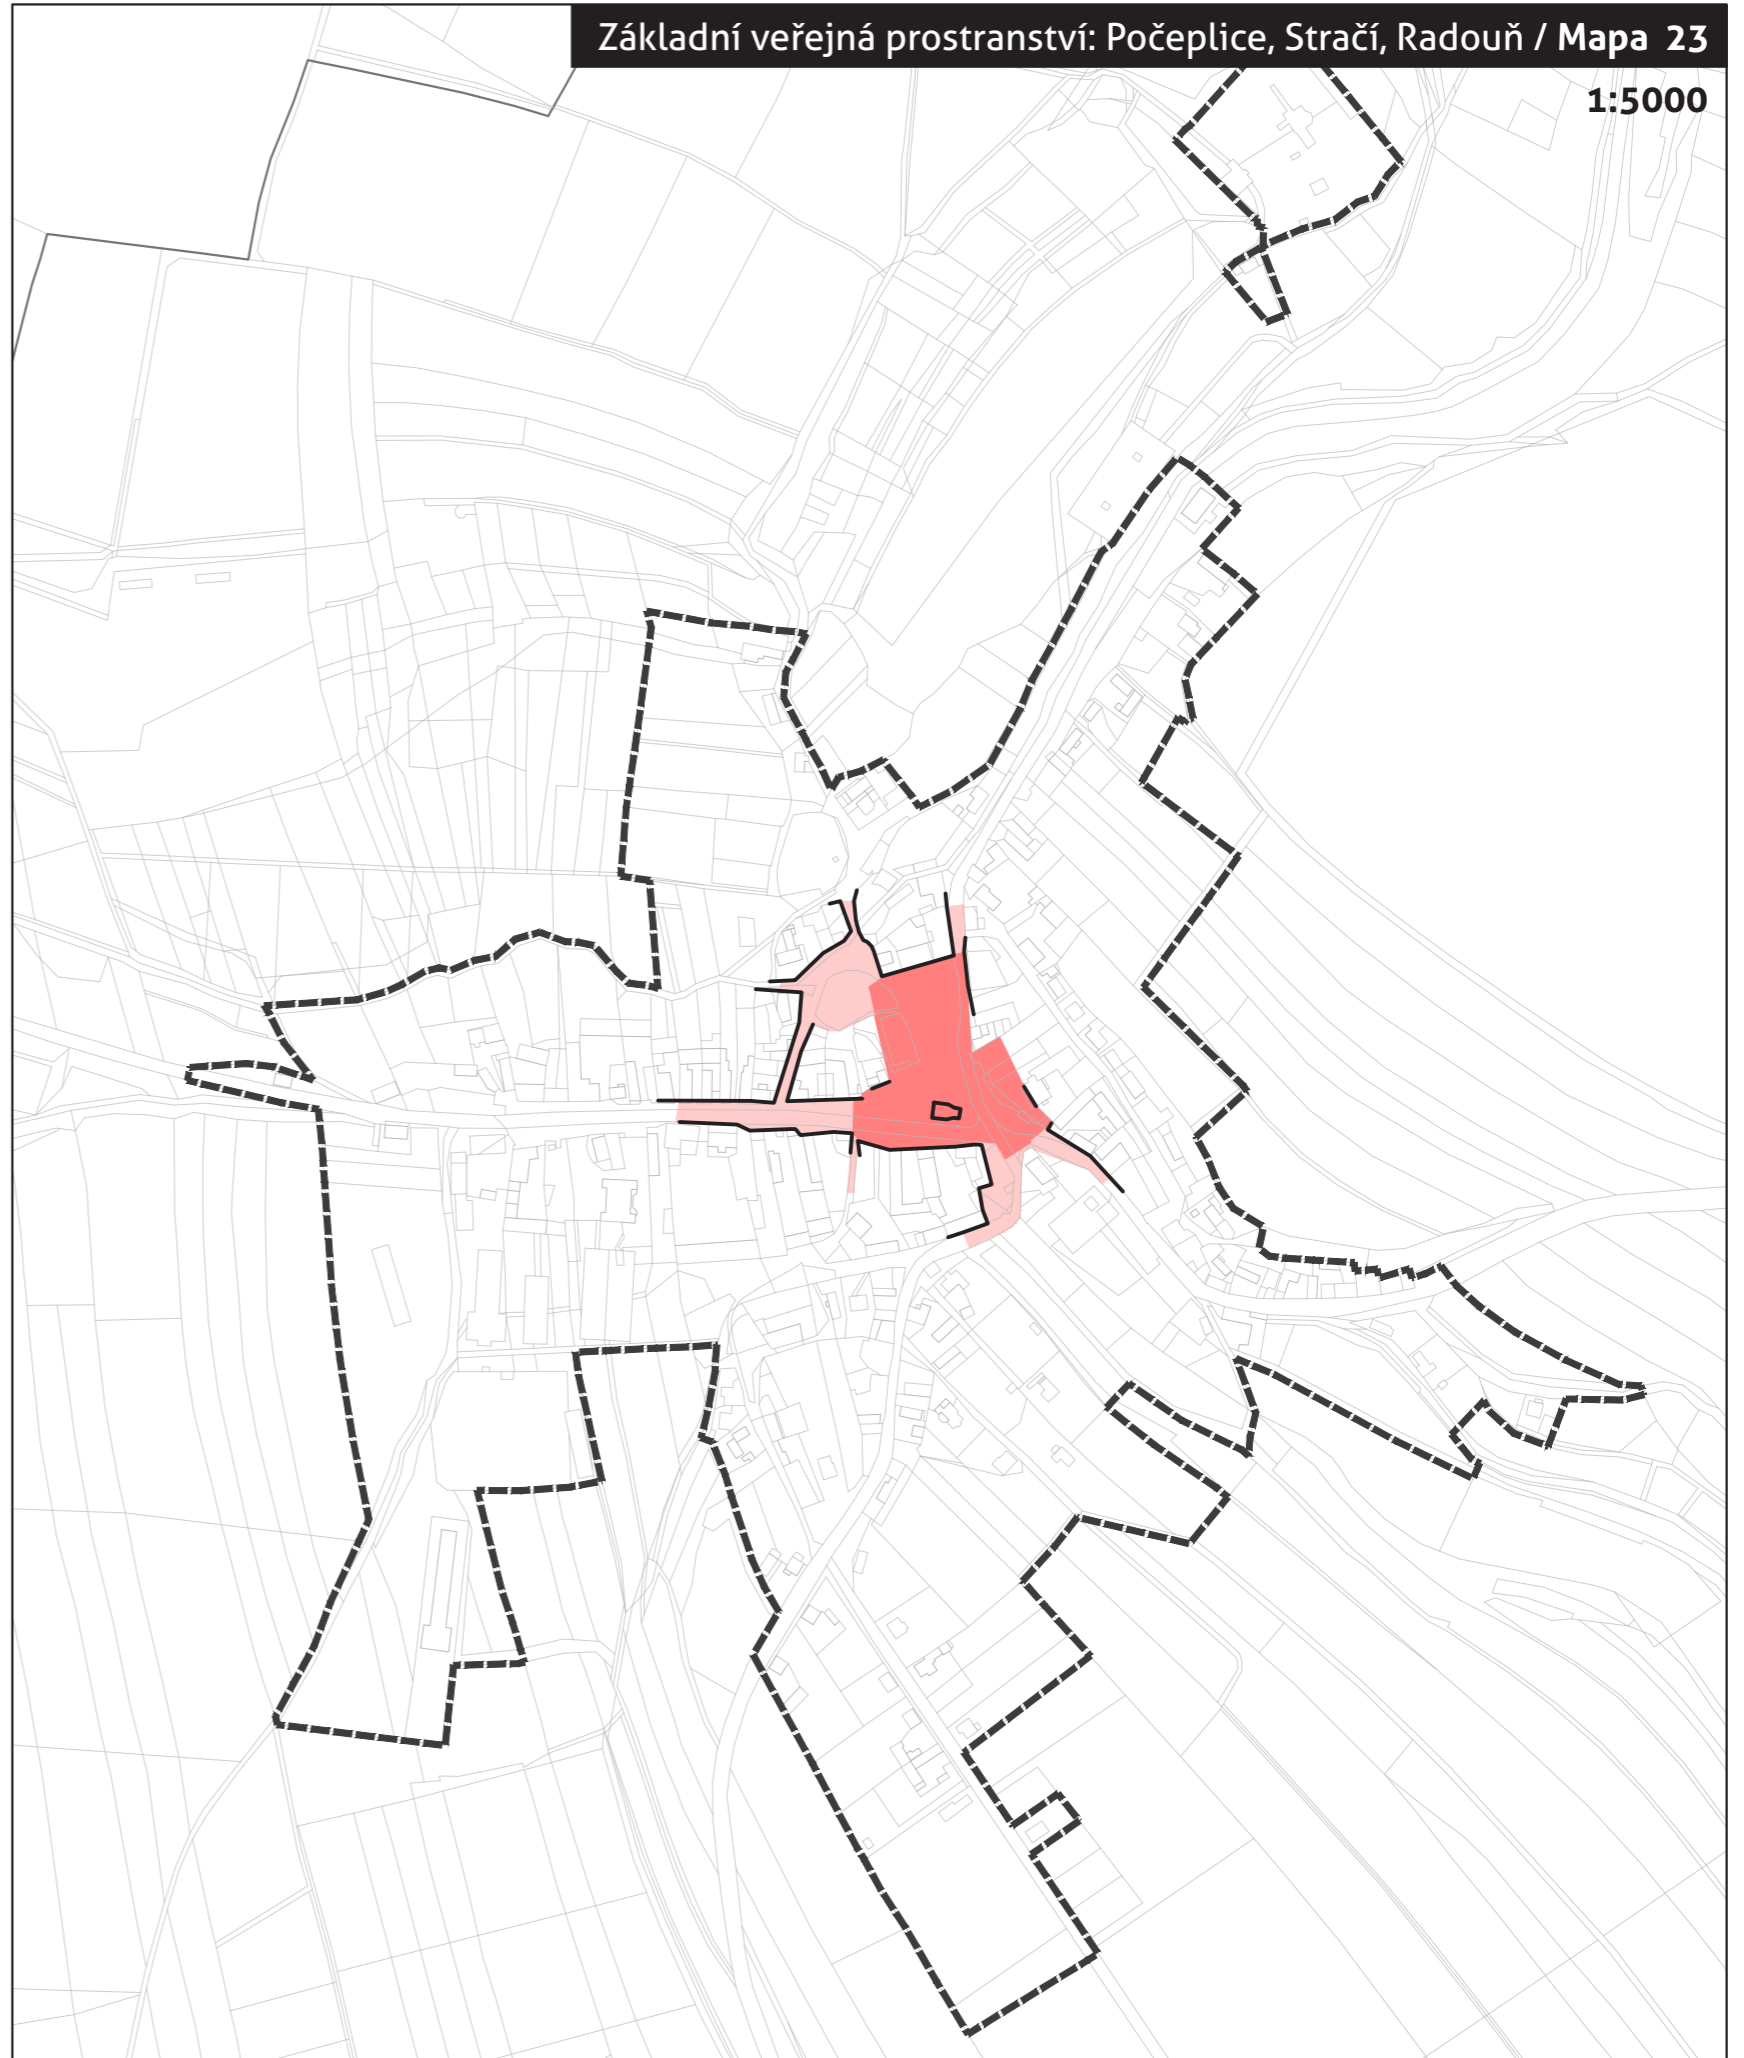 Základní veřejná prostranství: Počeplice, Stračí, Radouň / Mapa 23
1:5000